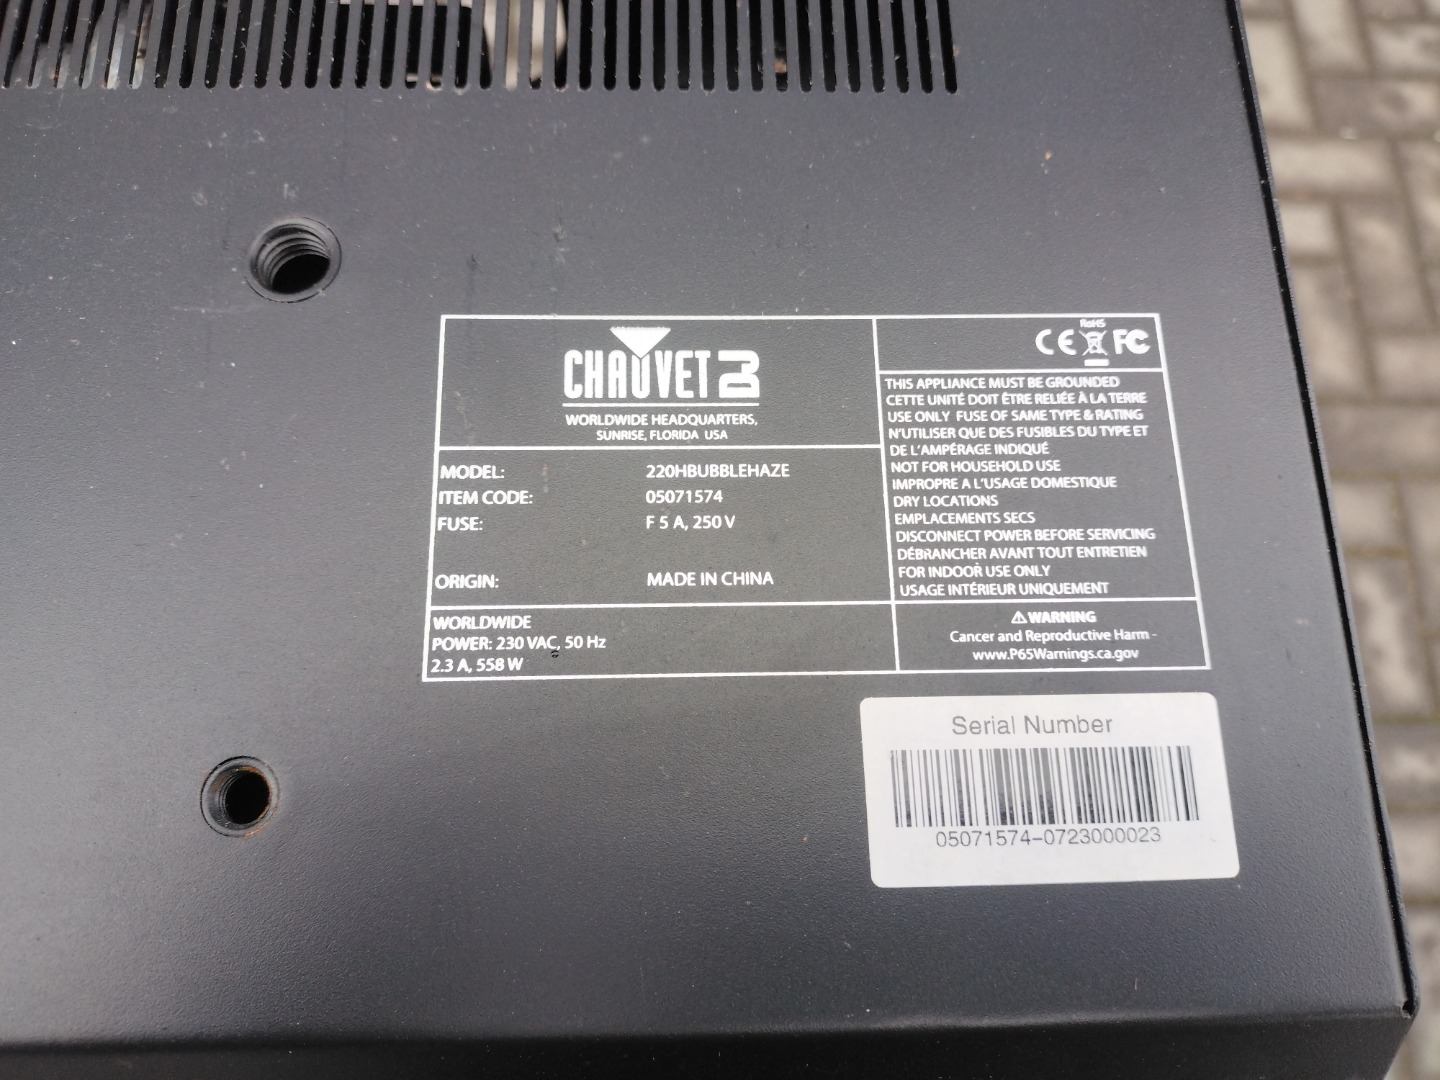 CHAUVET DJ
WORLDWIDE HEADQUARTERS,
SUNRISE, FLORIDA USA
MODEL: 220HBUBBLEHAZE
ITEM CODE: 05071574
FUSE: F 5 A, 250 V
ORIGIN: MADE IN CHINA
WORLDWIDE
POWER: 230 VAC, 50 Hz
2.3 A, 558 W
RoHS
CE FC
THIS APPLIANCE MUST BE GROUNDED
CETTE UNITÉ DOIT ÊTRE RELIÉE À LA TERRE
USE ONLY FUSE OF SAME TYPE & RATING
N'UTILISER QUE DES FUSIBLES DU TYPE ET
DE L'AMPÉRAGE INDIQUÉ
NOT FOR HOUSEHOLD USE
IMPROPRE A L'USAGE DOMESTIQUE
DRY LOCATIONS
EMPLACEMENTS SECS
DISCONNECT POWER BEFORE SERVICING
DÉBRANCHER AVANT TOUT ENTRETIEN
FOR INDOOR USE ONLY
USAGE INTÉRIEUR UNIQUEMENT
⚠WARNING
Cancer and Reproductive Harm -
www.P65Warnings.ca.gov
Serial Number
05071574-0723000023